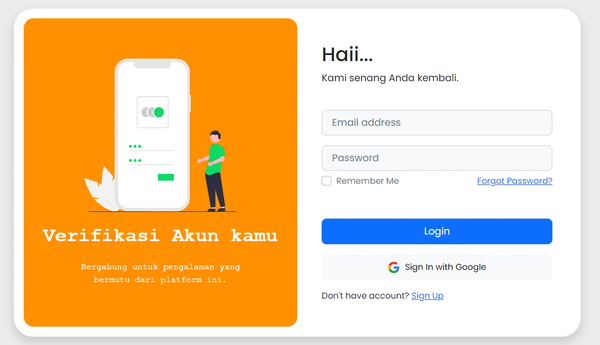 Verifikasi Akun kamu
Bergabung untuk pengalaman yang
bermutu dari platform ini.
Haii...
Kami senang Anda kembali.
Email address
Password
Remember Me
Forgot Password?
Login
Sign In with Google
Don't have account? Sign Up